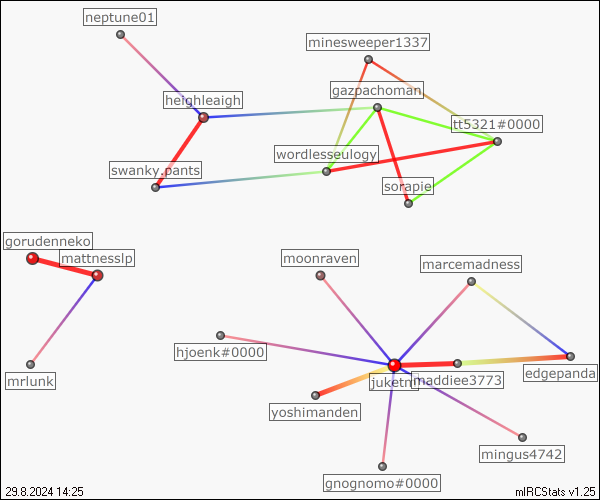 neptune01
minesweeper1337
gazpachoman
heighleaigh
tt5321#0000
wordlesseulogy
swanky.pants
sorapie
gorudenneko
mattnesslp
moonraven
marcemadness
hjoenk#0000
mrlunk
maddiee3773
edgepanda
yoshimanden
mingus4742
gnognomo#0000
29.8.2024 14:25
mIRCStats v1.25